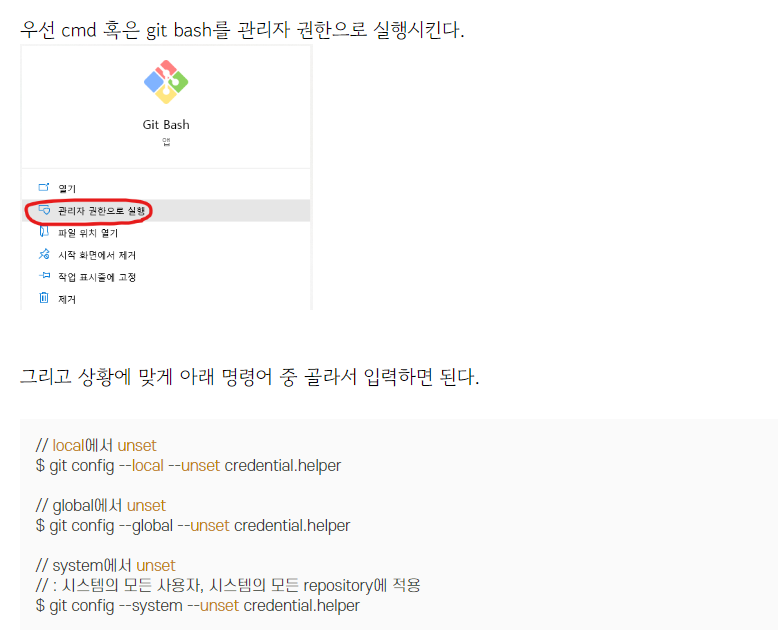 우선 cmd 혹은 git bash를 관리자 권한으로 실행시킨다.
Git Bash
앱
열기
관리자 권한으로 실행
파일 위치 열기
시작 화면에서 제거
작업 표시줄에 고정
제거
그리고 상황에 맞게 아래 명령어 중 골라서 입력하면 된다.
// local에서 unset
$ git config --local --unset credential.helper
// global에서 unset
$ git config --global --unset credential.helper
// system에서 unset
// : 시스템의 모든 사용자, 시스템의 모든 repository에 적용
$ git config --system --unset credential.helper